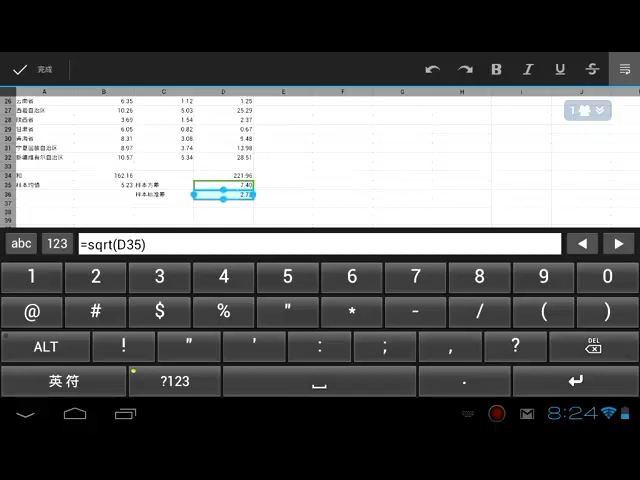 完成 B I U S
A B C D E F G H I J
26 云南省 6.35 1.12 1.25
27 西藏自治区 10.26 5.03 25.29
28 陕西省 3.69 1.54 2.37
29 甘肃省 6.05 0.82 0.67
30 青海省 8.31 3.08 9.48
31 宁夏回族自治区 8.97 3.74 13.98
32 新疆维吾尔自治区 10.57 5.34 28.51
33
34 和 162.16 221.96
35 样本均值 5.23 样本方差 7.40
36 样本标准差
37
38
1
abc 123 =sqrt(D35)
1 2 3 4 5 6 7 8 9 0
@ # $ % " * - / ( )
ALT ! " ' : ; , ? DEL
英符 ?123 .
8:24